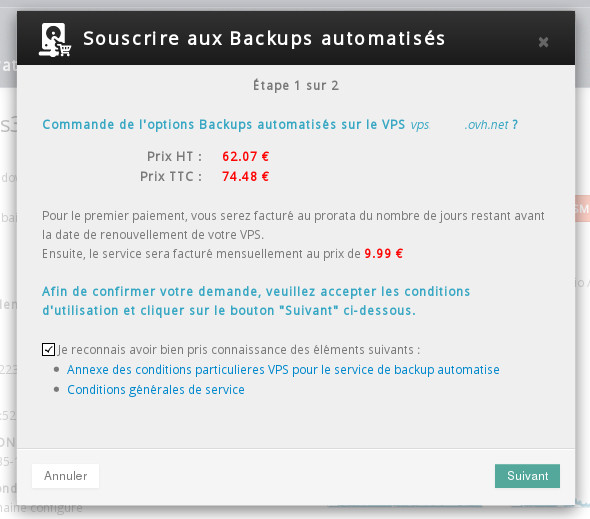 Souscrire aux Backups automatisés
Étape 1 sur 2
Commande de l'options Backups automatisés sur le VPS vps .ovh.net ?
Prix HT : 62.07 €
Prix TTC : 74.48 €
Pour le premier paiement, vous serez facturé au prorata du nombre de jours restant avant
la date de renouvellement de votre VPS.
Ensuite, le service sera facturé mensuellement au prix de 9.99 €
Afin de confirmer votre demande, veuillez accepter les conditions
d'utilisation et cliquer sur le bouton "Suivant" ci-dessous.
Je reconnais avoir bien pris connaissance des éléments suivants :
Annexe des conditions particulieres VPS pour le service de backup automatise
Conditions générales de service
Annuler
Suivant